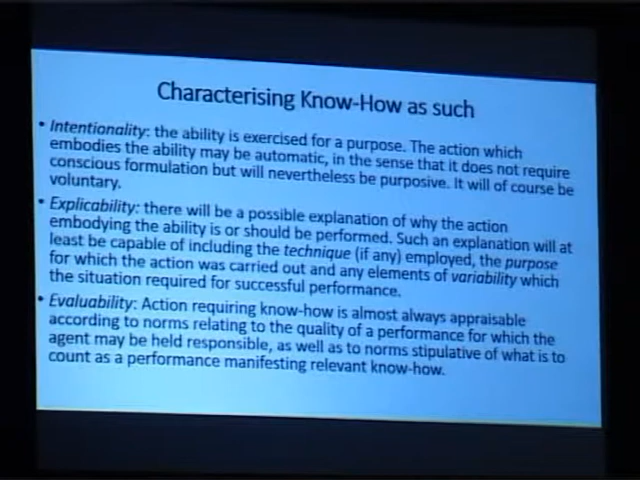 Characterising Know-How as such
• Intentionality: the ability is exercised for a purpose. The action which
embodies the ability may be automatic, in the sense that it does not require
conscious formulation but will nevertheless be purposive. It will of course be
voluntary.
• Explicability: there will be a possible explanation of why the action
embodying the ability is or should be performed. Such an explanation will at
least be capable of including the technique (if any) employed, the purpose
for which the action was carried out and any elements of variability which
the situation required for successful performance.
• Evaluability: Action requiring know-how is almost always appraisable
according to norms relating to the quality of a performance for which the
agent may be held responsible, as well as to norms stipulative of what is to
count as a performance manifesting relevant know-how.